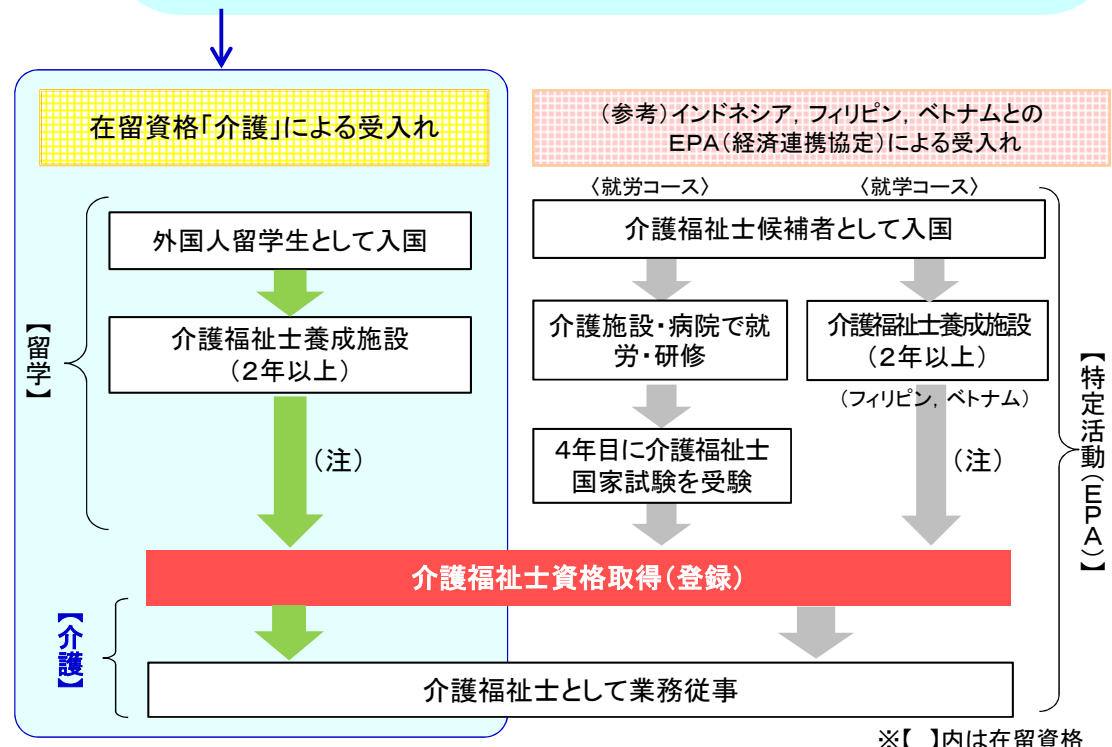 在留資格「介護」による受入れ
(参考)インドネシア,フィリピン,ベトナムとの
EPA(経済連携協定)による受入れ
〈就労コース〉
〈就学コース〉
外国人留学生として入国
介護福祉士候補者として入国
【留学】
介護福祉士養成施設
(2年以上)
介護施設・病院で就
労・研修
介護福祉士養成施設
(2年以上)
(フィリピン,ベトナム)
【特定活動(EPA)】
(注)
4年目に介護福祉士
国家試験を受験
(注)
介護福祉士資格取得(登録)
【介護】
介護福祉士として業務従事
※【 】内は在留資格